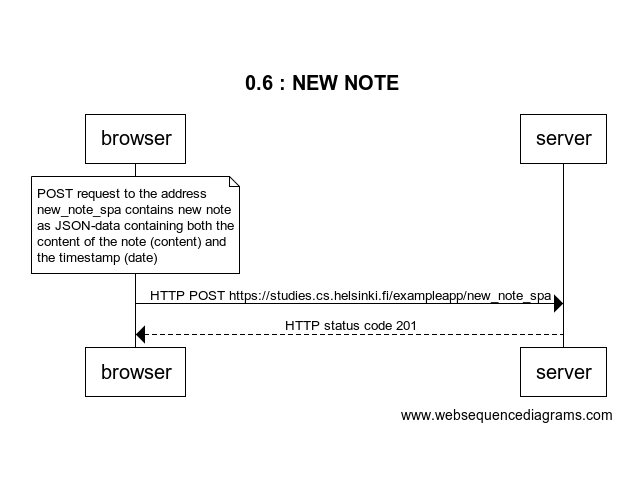 0.6 : NEW NOTE
browser
server
POST request to the address
new_note_spa contains new note
as JSON-data containing both the
content of the note (content) and
the timestamp (date)
HTTP POST https://studies.cs.helsinki.fi/exampleapp/new_note_spa
HTTP status code 201
browser
server
www.websequencediagrams.com